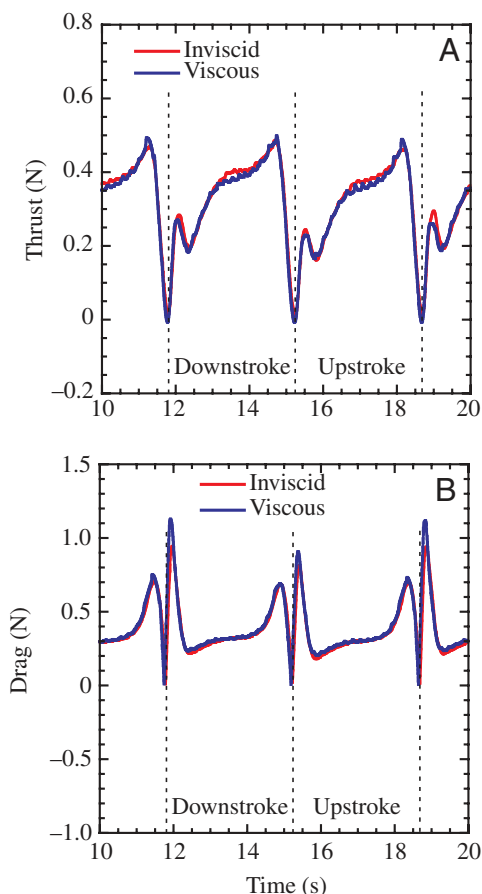 A
Inviscid
Viscous
0.8
0.6
0.4
0.2
0
–0.2
Thrust (N)
Downstroke Upstroke
10 12 14 16 18 20
B
Inviscid
Viscous
1.5
1.0
0.5
0
–0.5
–1.0
Drag (N)
Downstroke Upstroke
10 12 14 16 18 20
Time (s)